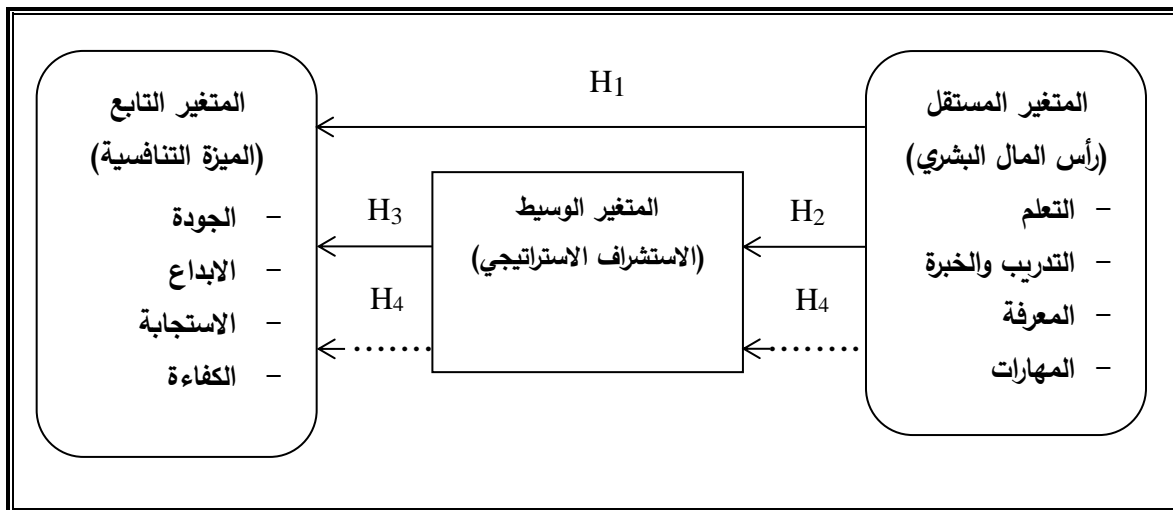 المتغير المستقل
(رأس المال البشري)
- التعلم
- التدريب والخبرة
- المعرفة
- المهارات
H1
H2
H4
المتغير الوسيط
(الاستشراف الاستراتيجي)
H3
H4
المتغير التابع
(الميزة التنافسية)
- الجودة
- الابداع
- الاستجابة
- الكفاءة